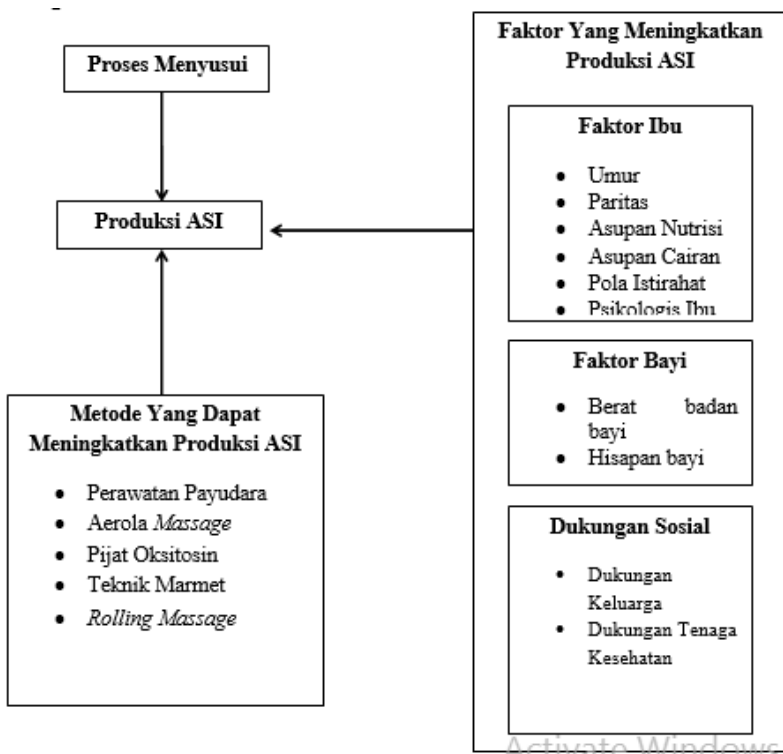 Proses Menyusui
Produksi ASI
Metode Yang Dapat
Meningkatkan Produksi ASI
● Perawatan Payudara
● Aerola Massage
● Pijat Oksitosin
● Teknik Marmet
● Rolling Massage
Faktor Yang Meningkatkan
Produksi ASI
Faktor Ibu
● Umur
● Paritas
● Asupan Nutrisi
● Asupan Cairan
● Pola Istirahat
● Psikologis Ibu
Faktor Bayi
● Berat badan
bayi
● Hisapan bayi
Dukungan Sosial
• Dukungan
Keluarga
• Dukungan Tenaga
Kesehatan
Activate Windows